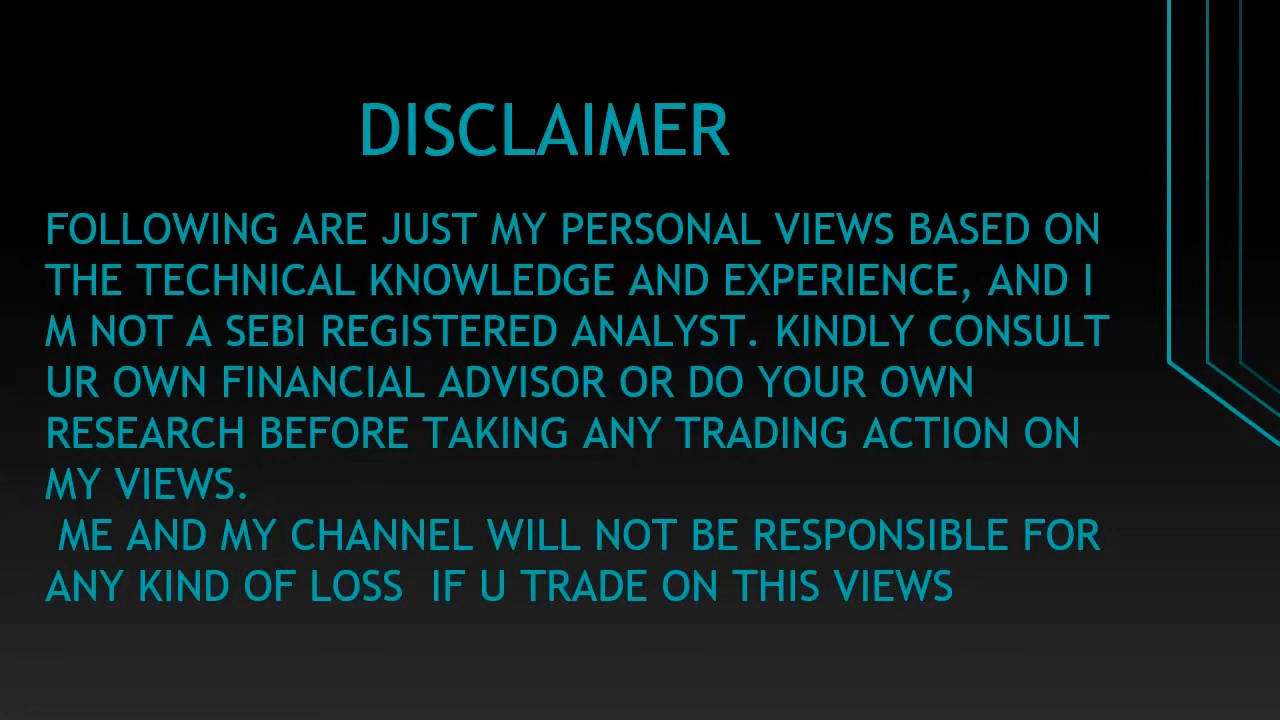 DISCLAIMER
FOLLOWING ARE JUST MY PERSONAL VIEWS BASED ON
THE TECHNICAL KNOWLEDGE AND EXPERIENCE, AND I
M NOT A SEBI REGISTERED ANALYST. KINDLY CONSULT
UR OWN FINANCIAL ADVISOR OR DO YOUR OWN
RESEARCH BEFORE TAKING ANY TRADING ACTION ON
MY VIEWS.
ME AND MY CHANNEL WILL NOT BE RESPONSIBLE FOR
ANY KIND OF LOSS  IF U TRADE ON THIS VIEWS